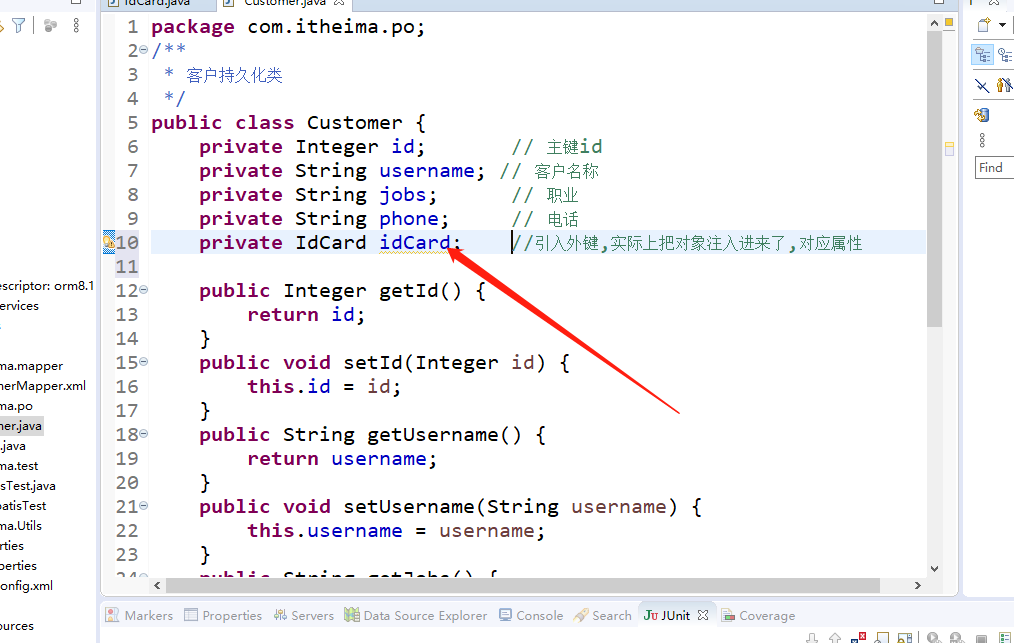 IdCard.java
Customer.java
1 package com.itheima.po;
2 /**
3 * 客户持久化类
4 */
5 public class Customer {
6 private Integer id; // 主键id
7 private String username; // 客户名称
8 private String jobs; // 职业
9 private String phone; // 电话
10 private IdCard idCard; //引入外键,实际上把对象注入进来了,对应属性
11
12 public Integer getId() {
13 return id;
14 }
15 public void setId(Integer id) {
16 this.id = id;
17 }
18 public String getUsername() {
19 return username;
20 }
21 public void setUsername(String username) {
22 this.username = username;
23 }
24 public String getJobs() {
escriptor: orm8.1
ervices
ma.mapper
nerMapper.xml
ma.po
ner.java
.java
ma.test
sTest.java
batisTest
ma.Utils
rties
perties
onfig.xml
ources
Find
Markers
Properties
Servers
Data Source Explorer
Console
Search
Ju JUnit
Coverage